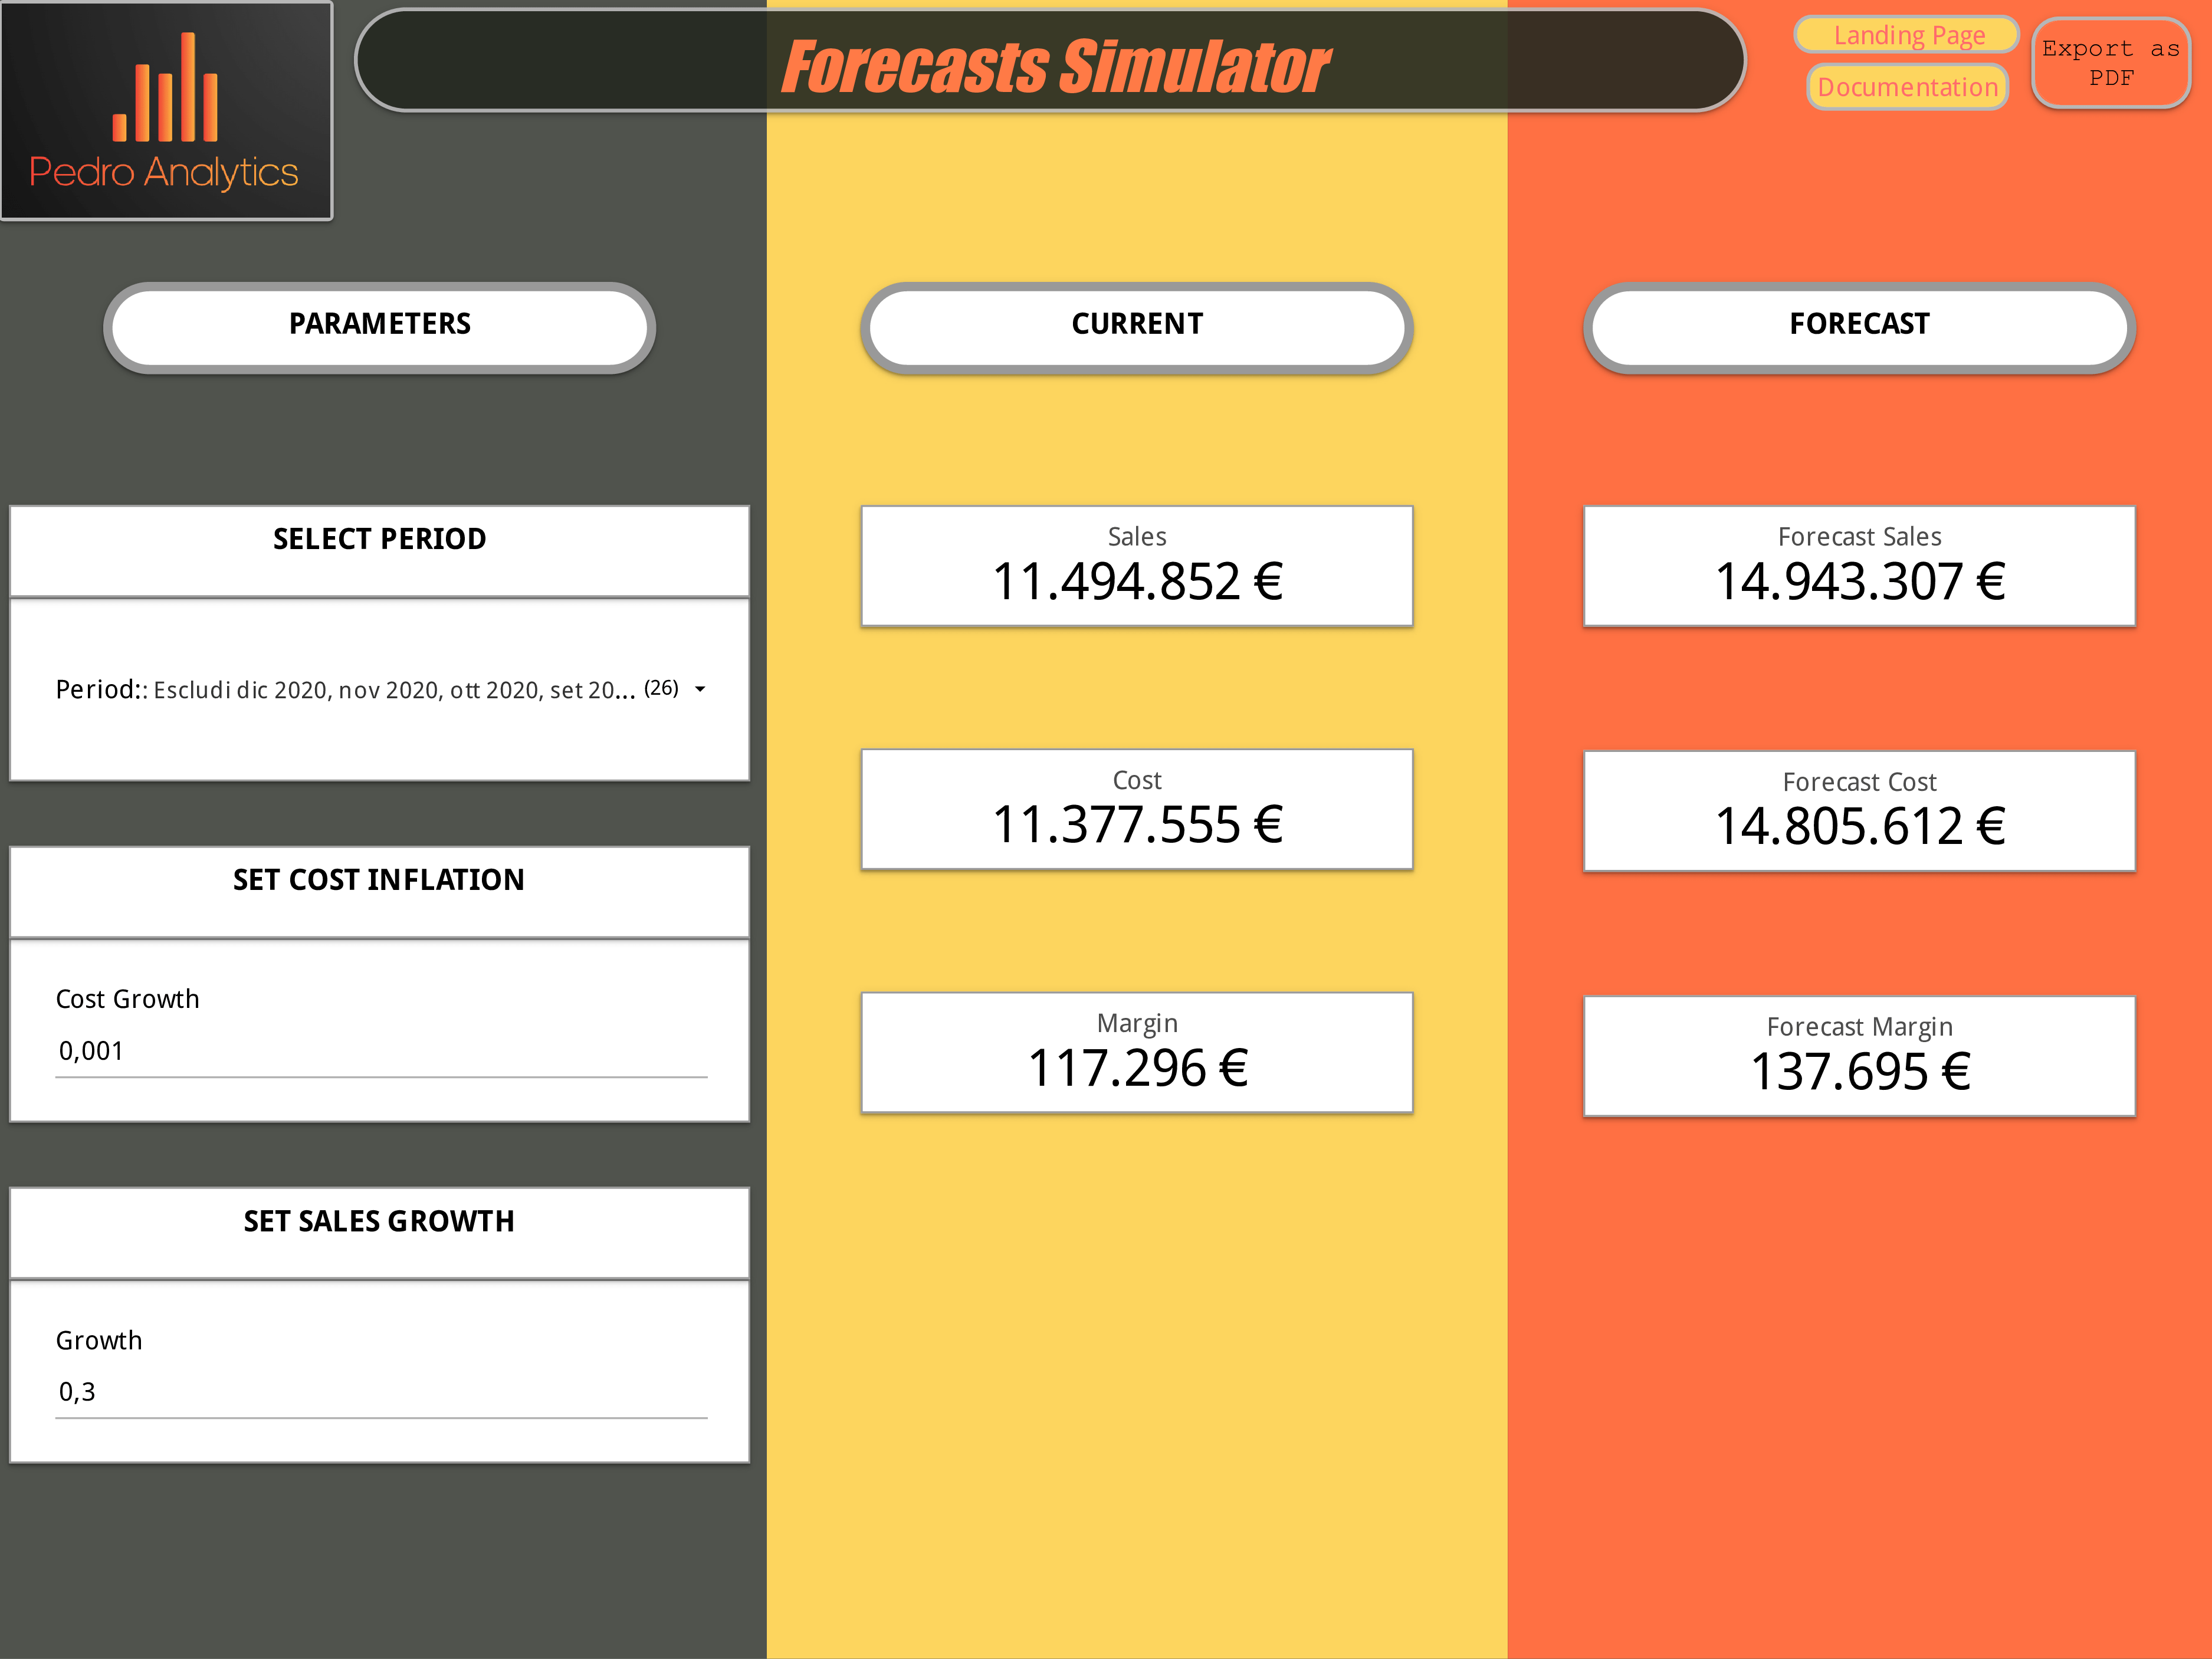 Pedro Analytics
Forecasts Simulator
Landing Page
Documentation
Export as
PDF
PARAMETERS
CURRENT
FORECAST
SELECT PERIOD
Period:: Escludi dic 2020, nov 2020, ott 2020, set 20... (26)
SET COST INFLATION
Cost Growth
0,001
SET SALES GROWTH
Growth
0,3
Sales
11.494.852 €
Cost
11.377.555 €
Margin
117.296 €
Forecast Sales
14.943.307 €
Forecast Cost
14.805.612 €
Forecast Margin
137.695 €